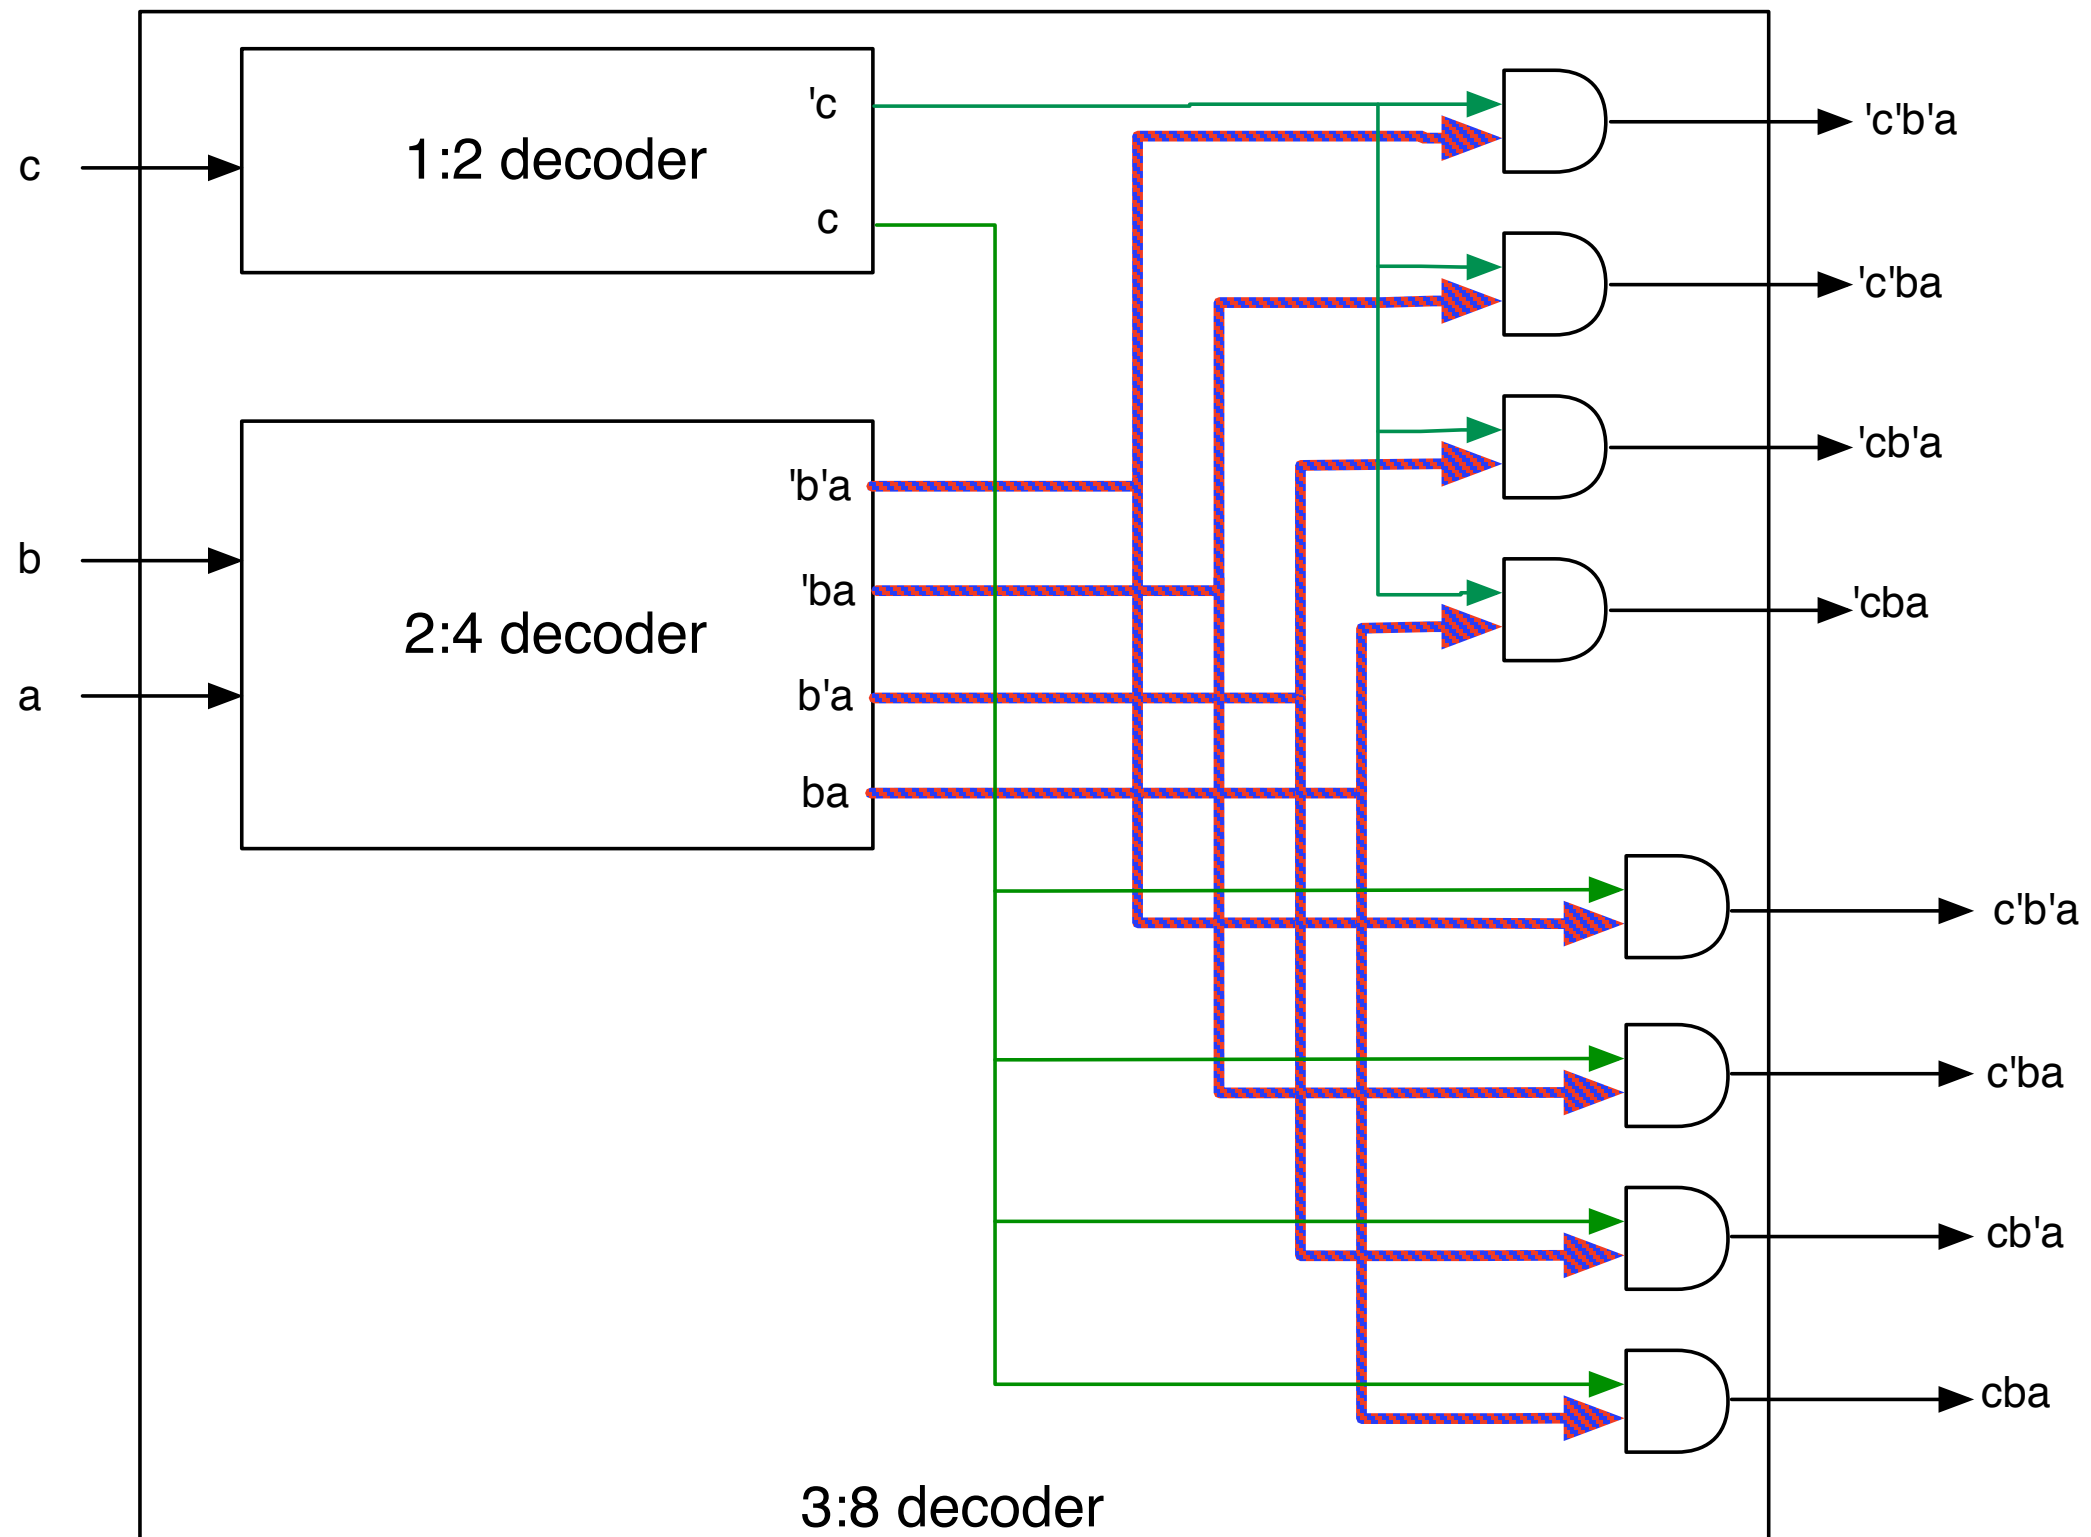 'c
'c'b'a
1:2 decoder
c
c
'c'ba
'cb'a
'b'a
b
'ba
'cba
2:4 decoder
a
b'a
ba
c'b'a
c'ba
cb'a
cba
3:8 decoder